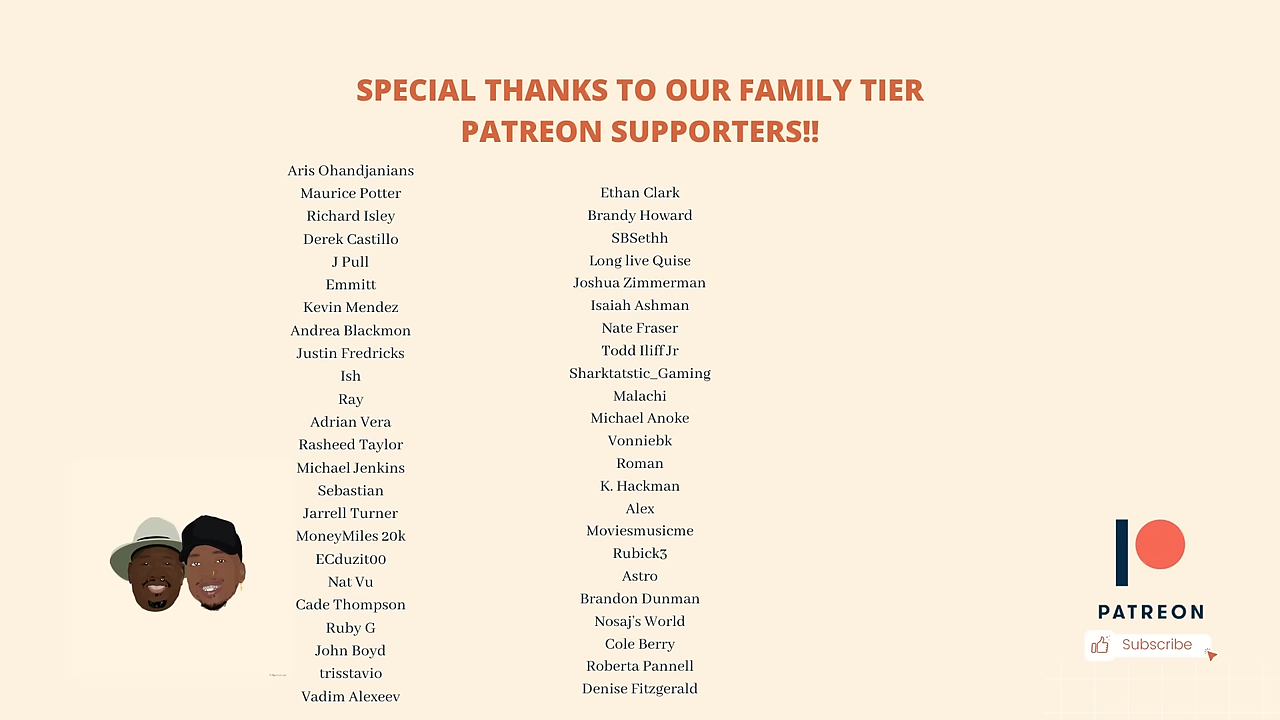 SPECIAL THANKS TO OUR FAMILY TIER
PATREON SUPPORTERS!!
Aris Ohandjanians
Maurice Potter
Richard Isley
Derek Castillo
J Pull
Emmitt
Kevin Mendez
Andrea Blackmon
Justin Fredricks
Ish
Ray
Adrian Vera
Rasheed Taylor
Michael Jenkins
Sebastian
Jarrell Turner
MoneyMiles 20k
ECduzit00
Nat Vu
Cade Thompson
Ruby G
John Boyd
trisstavio
Vadim Alexeev
Ethan Clark
Brandy Howard
SBSethh
Long live Quise
Joshua Zimmerman
Isaiah Ashman
Nate Fraser
Todd Iliff Jr
Sharktatstic_Gaming
Malachi
Michael Anoke
Vonniebk
Roman
K. Hackman
Alex
Moviesmusicme
Rubick3
Astro
Brandon Dunman
Nosaj's World
Cole Berry
Roberta Pannell
Denise Fitzgerald
PATREON
Subscribe